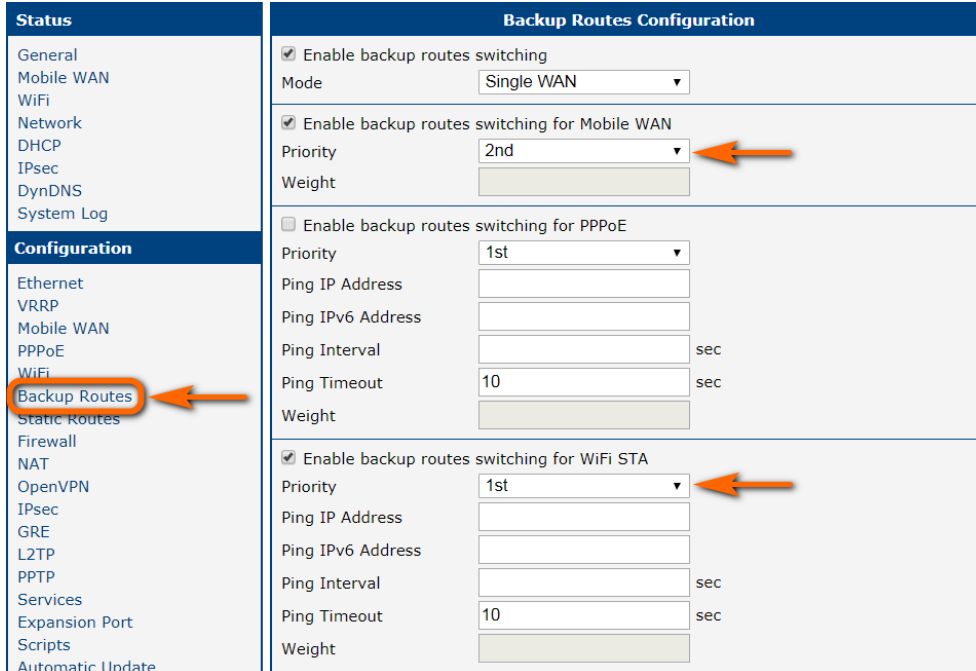 Status
General
Mobile WAN
WiFi
Network
DHCP
IPsec
DynDNS
System Log
Configuration
Ethernet
VRRP
Mobile WAN
PPPoE
WiFi
Backup Routes
Static Routes
Firewall
NAT
OpenVPN
IPsec
GRE
L2TP
PPTP
Services
Expansion Port
Scripts
Automatic Update
Backup Routes Configuration
Enable backup routes switching
Mode Single WAN
Enable backup routes switching for Mobile WAN
Priority 2nd
Weight
Enable backup routes switching for PPPoE
Priority 1st
Ping IP Address
Ping IPv6 Address
Ping Interval sec
Ping Timeout 10 sec
Weight
Enable backup routes switching for WiFi STA
Priority 1st
Ping IP Address
Ping IPv6 Address
Ping Interval sec
Ping Timeout 10 sec
Weight